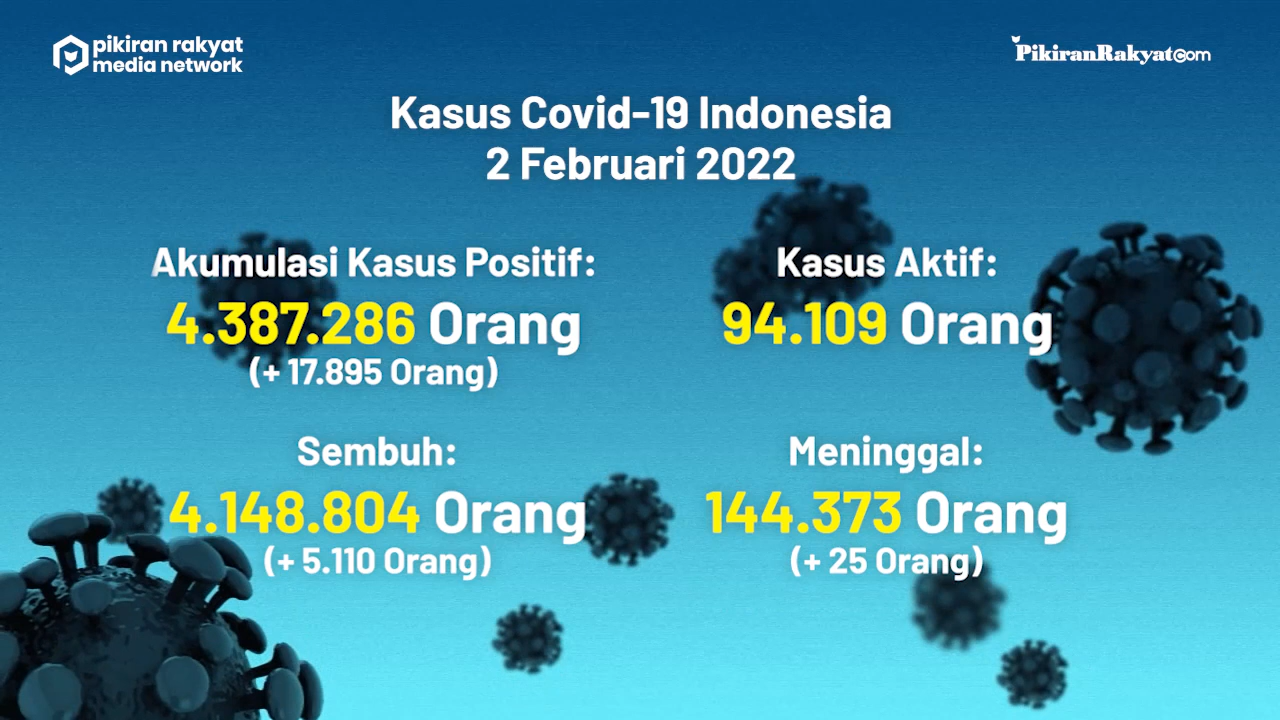 pikiran rakyat
media network
PikiranRakyatcom
Kasus Covid-19 Indonesia
2 Februari 2022
Akumulasi Kasus Positif:
4.387.286 Orang
(+ 17.895 Orang)
Kasus Aktif:
94.109 Orang
Sembuh:
4.148.804 Orang
(+ 5.110 Orang)
Meninggal:
144.373 Orang
(+ 25 Orang)